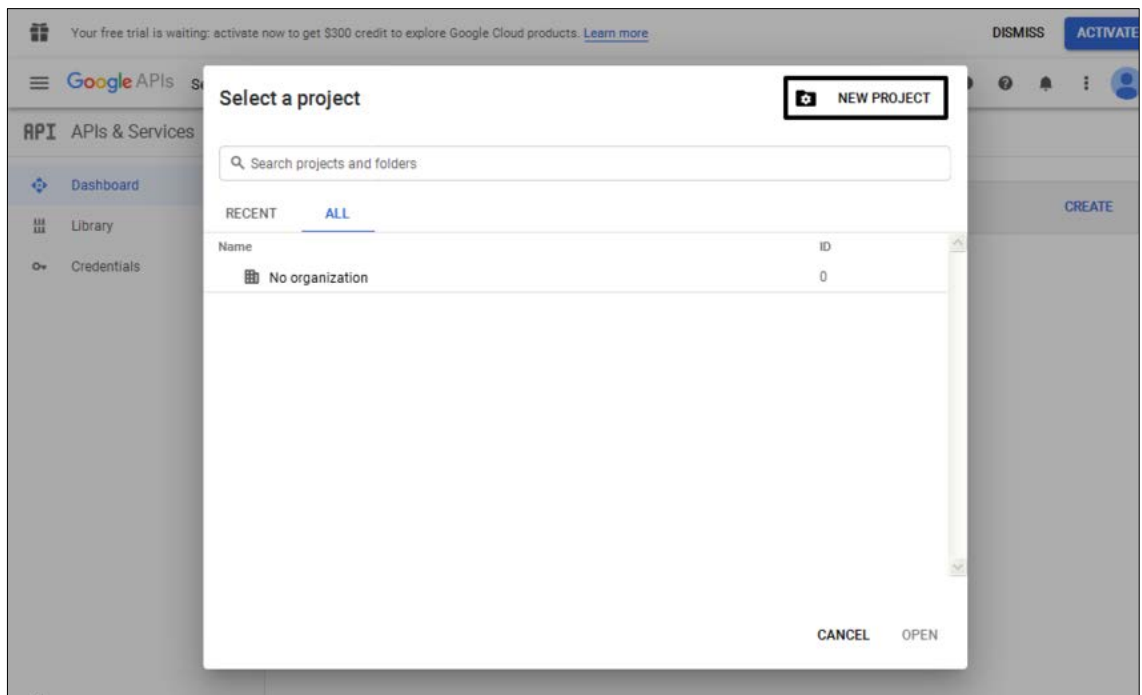 Your free trial is waiting: activate now to get $300 credit to explore Google Cloud products. Learn more
DISMISS
ACTIVATE
Google APIs
Se
API APIs & Services
Dashboard
Library
Credentials
CREATE
Select a project
NEW PROJECT
Search projects and folders
RECENT
ALL
Name
ID
No organization
0
CANCEL
OPEN